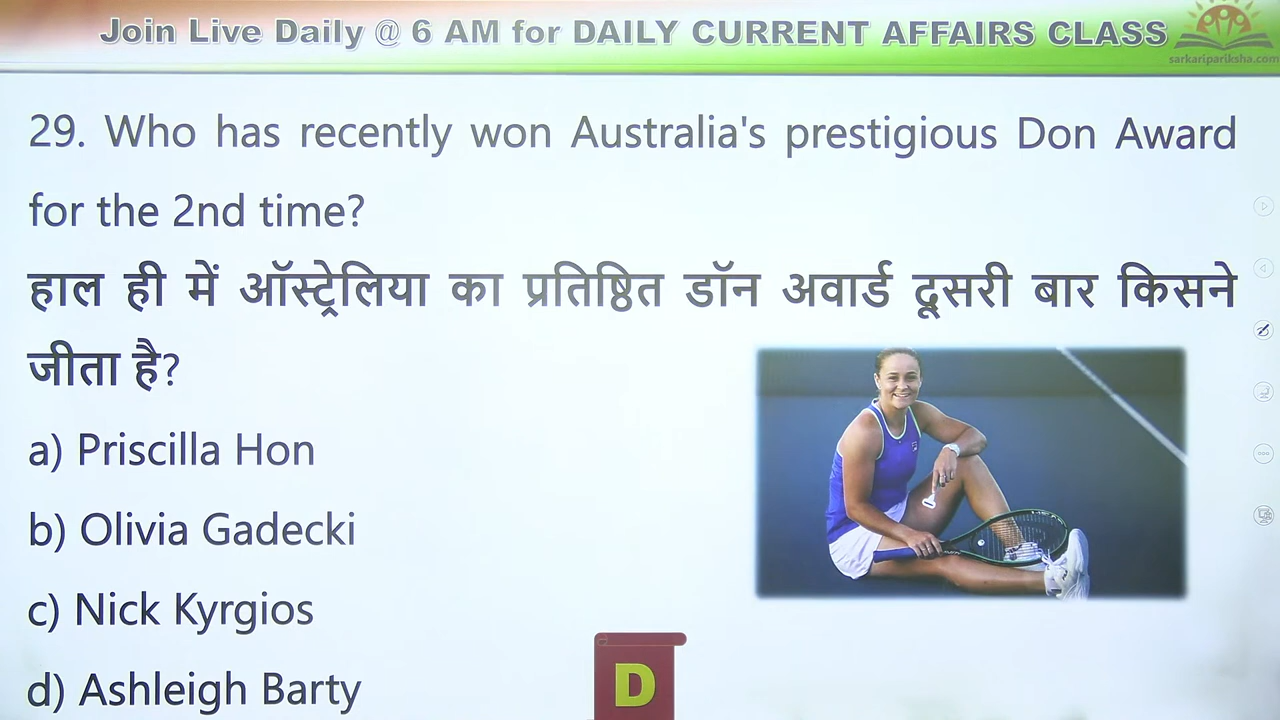 Join Live Daily @ 6 AM for DAILY CURRENT AFFAIRS CLASS
sarkaripariksha.com
29. Who has recently won Australia's prestigious Don Award
for the 2nd time?
हाल ही में ऑस्ट्रेलिया का प्रतिष्ठित डॉन अवार्ड दूसरी बार किसने
जीता है?
a) Priscilla Hon
b) Olivia Gadecki
c) Nick Kyrgios
d) Ashleigh Barty
D